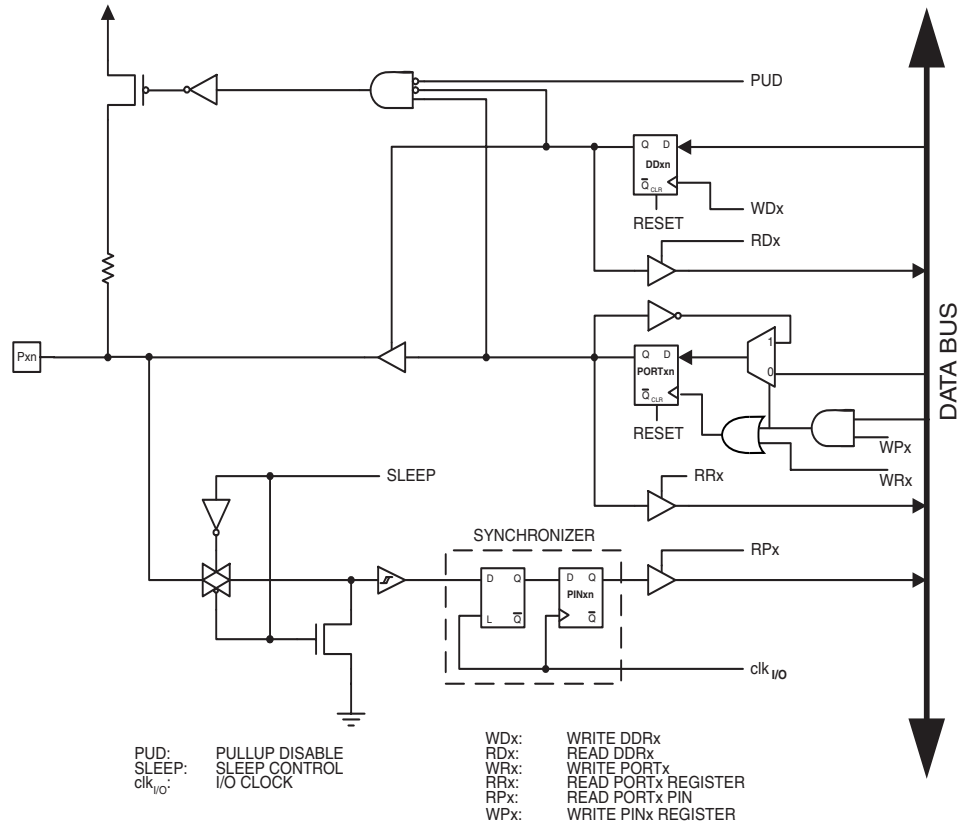 PUD
Q D
DDxn
Q CLR
WDx
RESET
RDx
1
Pxn
Q D
PORTxn
0
Q CLR
RESET
WPx
WRx
DATA BUS
SLEEP
RRx
SYNCHRONIZER
RPx
D Q
L Q
D Q
PINxn
Q
clk I/O
PUD: PULLUP DISABLE
SLEEP: SLEEP CONTROL
clkI/O: I/O CLOCK
WDx: WRITE DDRx
RDx: READ DDRx
WRx: WRITE PORTx
RRx: READ PORTx REGISTER
RPx: READ PORTx PIN
WPx: WRITE PINx REGISTER